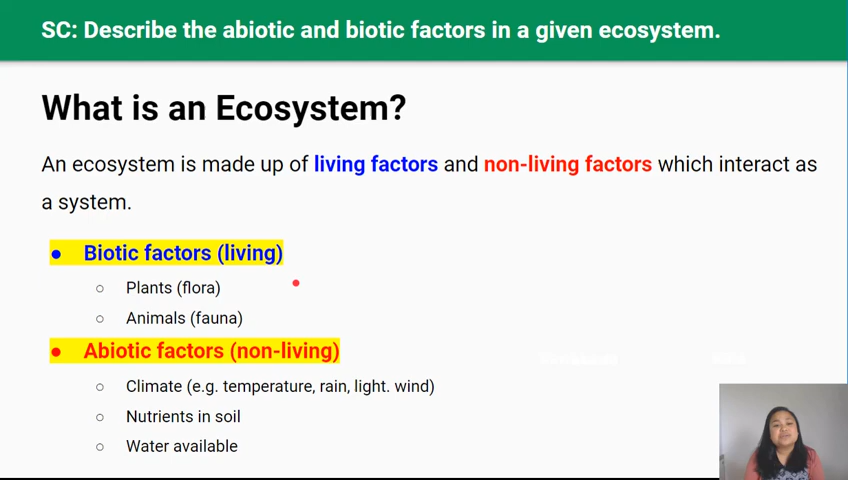 SC: Describe the abiotic and biotic factors in a given ecosystem.
What is an Ecosystem?
An ecosystem is made up of living factors and non-living factors which interact as
a system.
● Biotic factors (living)
○ Plants (flora)
○ Animals (fauna)
● Abiotic factors (non-living)
○ Climate (e.g. temperature, rain, light. wind)
○ Nutrients in soil
○ Water available